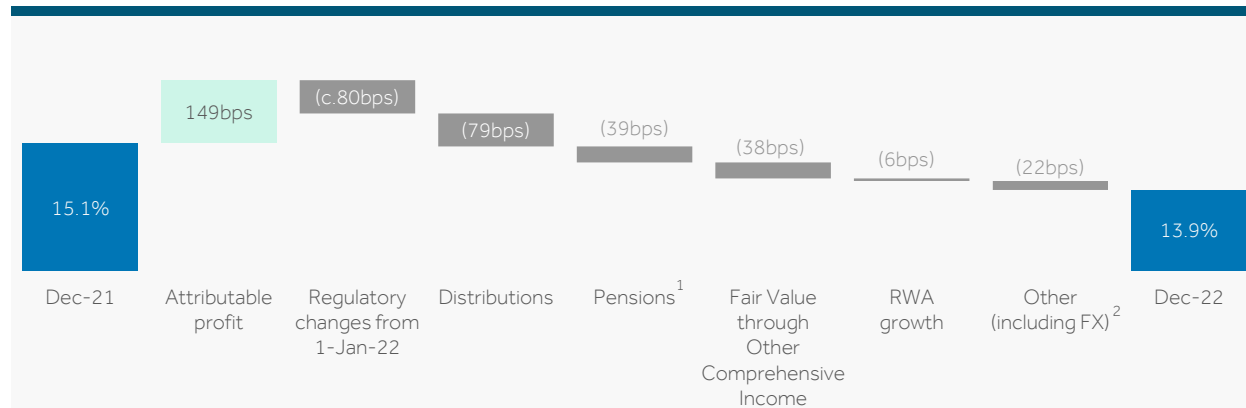 149bps
(c.80bps)
(79bps)
(39bps)
(38bps)
(6bps)
(22bps)
15.1%
13.9%
Dec-21
Attributable
profit
Regulatory
changes from
1-Jan-22
Distributions
Pensions1
Fair Value
through
Other
Comprehensive
Income
RWA
growth
Other
(including FX)2
Dec-22